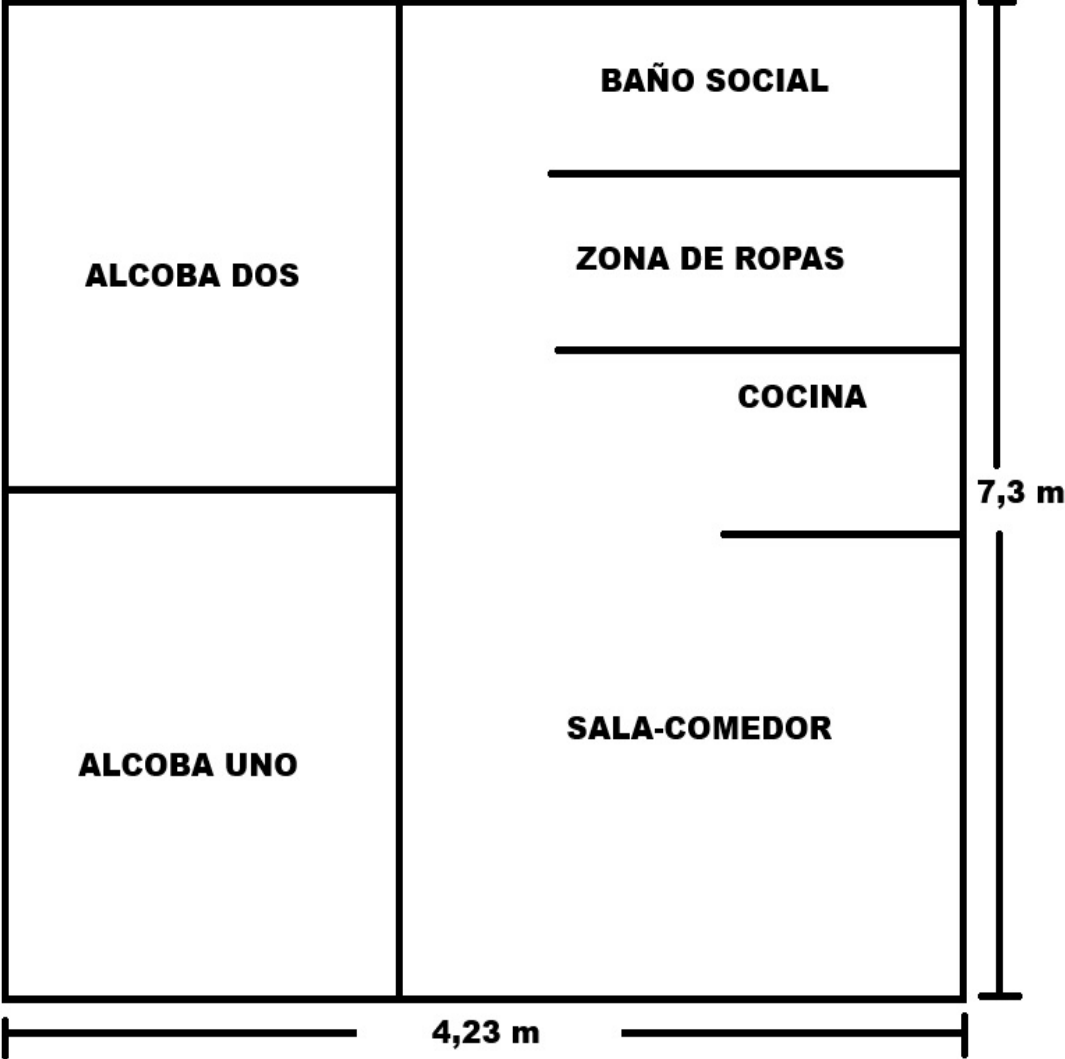 BAÑO SOCIAL
ZONA DE ROPAS
ALCOBA DOS
COCINA
7,3 m
SALA-COMEDOR
ALCOBA UNO
4,23 m